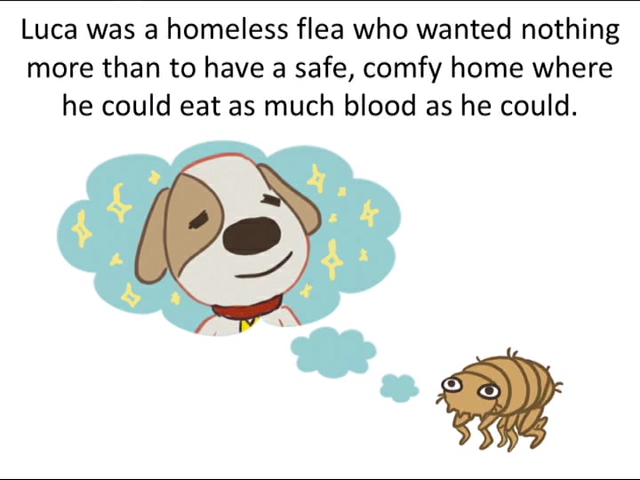 Luca was a homeless flea who wanted nothing
more than to have a safe, comfy home where
he could eat as much blood as he could.